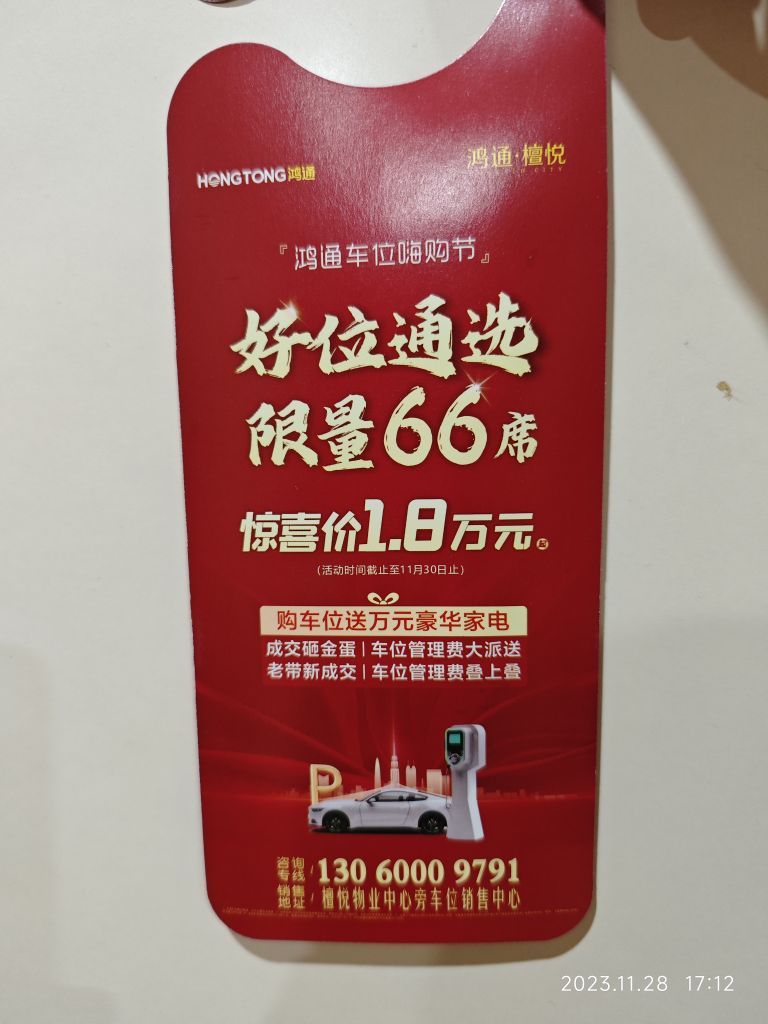 HONGTONG鸿通
鸿通·檀悦
『鸿通车位嗨购节』
好位通选
限量66席
惊喜价1.8万元起
(活动时间截止至11月30日止)
购车位送万元豪华家电
成交砸金蛋|车位管理费大派送
老带新成交|车位管理费叠上叠
P
咨询专线/130 6000 9791
销售地址/檀悦物业中心旁车位销售中心
2023.11.28 17:12